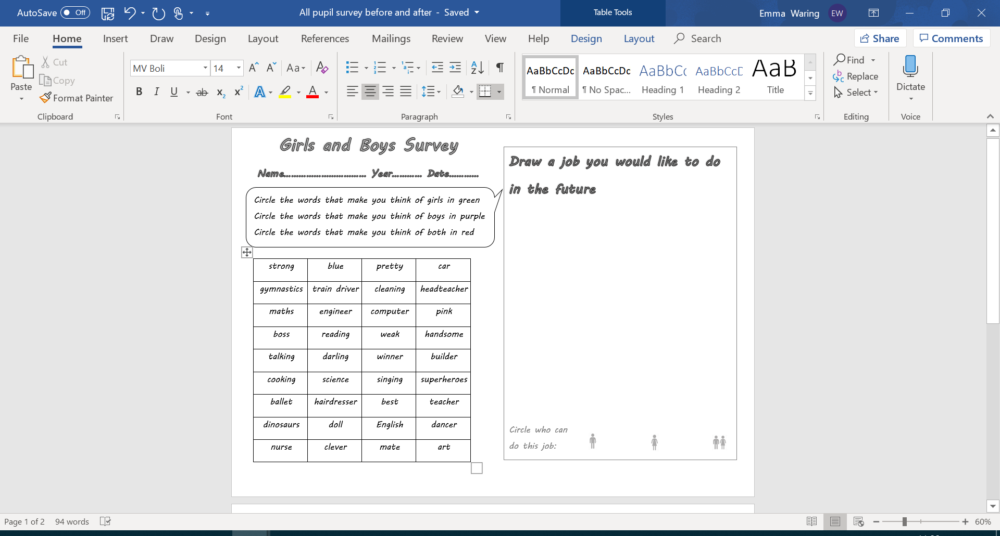 AutoSave Off All pupil survey before and after - Saved Table Tools Emma Waring EW
File Home Insert Draw Design Layout References Mailings Review View Help Design Layout Search Share Comments
Paste
Cut
Copy
Format Painter
Clipboard
MV Boli 14
Font
Paragraph
AaBbCcDc AaBbCcDc AaBbCc AaBbCcD AaB
¶ Normal ¶ No Spac... Heading 1 Heading 2 Title
Styles
Find
Replace
Select
Editing
Dictate
Voice
Girls and Boys Survey
Name................................. Year............ Date............
Circle the words that make you think of girls in green
Circle the words that make you think of boys in purple
Circle the words that make you think of both in red
strong blue pretty car
gymnastics train driver cleaning headteacher
maths engineer computer pink
boss reading weak handsome
talking darling winner builder
cooking science singing superheroes
ballet hairdresser best teacher
dinosaurs doll English dancer
nurse clever mate art
Draw a job you would like to do
in the future
Circle who can
do this job:
Page 1 of 2 94 words 60%